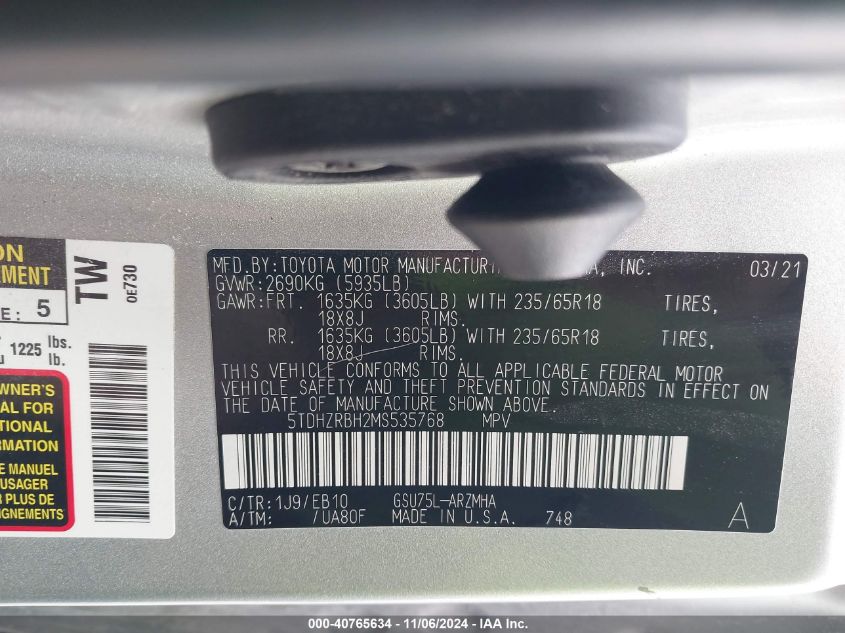 ON
EMENT
E: 5
1225 lbs.
lb.
TW
0E730
OWNER'S
AL FOR
TIONAL
RMATION
E MANUEL
'USAGER
R PLUS DE
IGNEMENTS
MFD.BY:TOYOTA MOTOR MANUFACTURI NA, INC. 03/21
GVWR:2690KG (5935LB)
GAWR:FRT. 1635KG (3605LB) WITH 235/65R18 TIRES,
18X8J RIMS.
RR. 1635KG (3605LB) WITH 235/65R18 TIRES,
18X8J RIMS.
THIS VEHICLE CONFORMS TO ALL APPLICABLE FEDERAL MOTOR
VEHICLE SAFETY AND THEFT PREVENTION STANDARDS IN EFFECT ON
THE DATE OF MANUFACTURE SHOWN ABOVE.
5TDHZRBH2MS535768 MPV
C/TR:1J9/EB10 GSU75L-ARZMHA
A/TM: /UA80F MADE IN U.S.A. 748 A
000-40765634 - 11/06/2024 - IAA Inc.